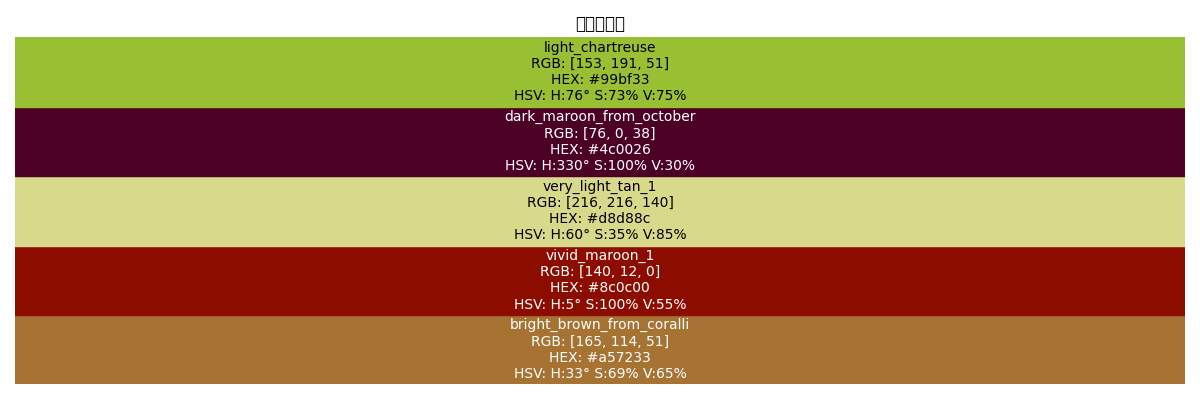 light_chartreuse
RGB: [153, 191, 51]
HEX: #99bf33
HSV: H:76° S:73% V:75%
dark_maroon_from_october
RGB: [76, 0, 38]
HEX: #4c0026
HSV: H:330° S:100% V:30%
very_light_tan_1
RGB: [216, 216, 140]
HEX: #d8d88c
HSV: H:60° S:35% V:85%
vivid_maroon_1
RGB: [140, 12, 0]
HEX: #8c0c00
HSV: H:5° S:100% V:55%
bright_brown_from_coralli
RGB: [165, 114, 51]
HEX: #a57233
HSV: H:33° S:69% V:65%